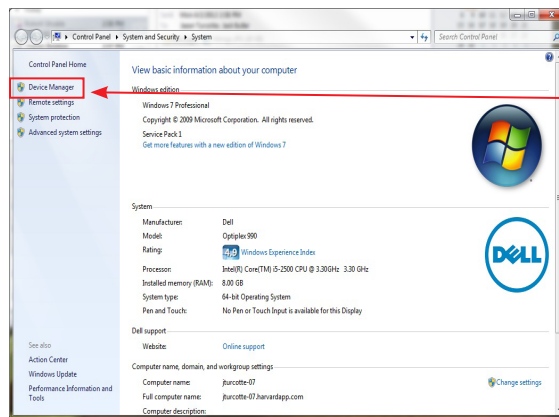 Control Panel ▸ System and Security ▸ System
Search Control Panel
Control Panel Home
Device Manager
Remote settings
System protection
Advanced system settings
View basic information about your computer
Windows edition
Windows 7 Professional
Copyright © 2009 Microsoft Corporation. All rights reserved.
Service Pack 1
Get more features with a new edition of Windows 7
System
Manufacturer: Dell
Model: Optiplex 990
Rating: 4,9 Windows Experience Index
Processor: Intel(R) Core(TM) i5-2500 CPU @ 3.30GHz 3.30 GHz
Installed memory (RAM): 8.00 GB
System type: 64-bit Operating System
Pen and Touch: No Pen or Touch Input is available for this Display
DELL
Dell support
Website: Online support
Computer name, domain, and workgroup settings
Computer name: jturcotte-07
Change settings
Full computer name: jturcotte-07.harvardapp.com
Computer description:
See also
Action Center
Windows Update
Performance Information and
Tools